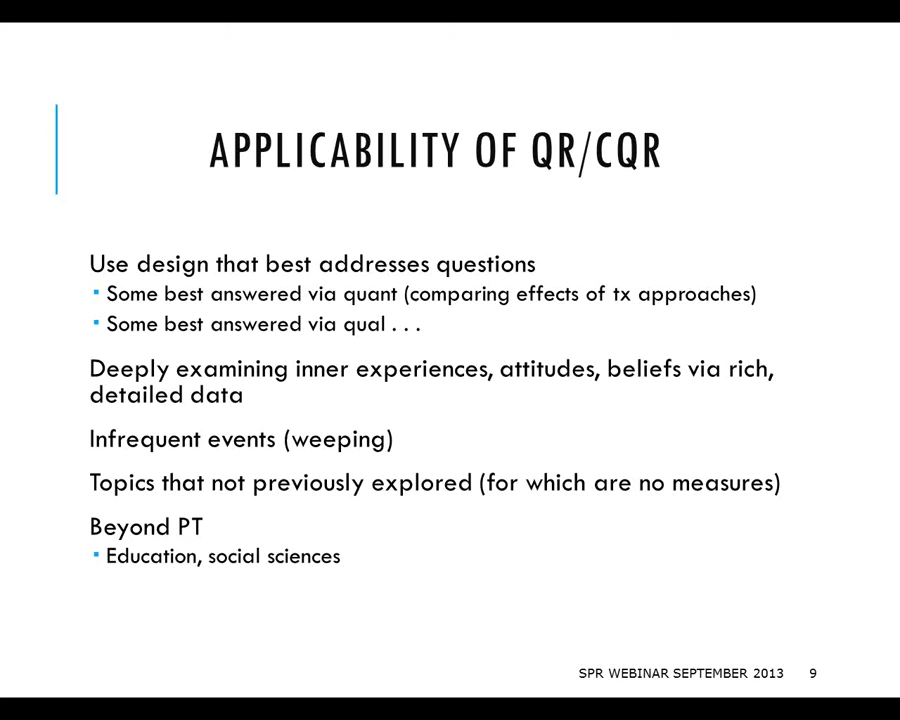 APPLICABILITY OF QR/CQR
Use design that best addresses questions
▪ Some best answered via quant (comparing effects of tx approaches)
▪ Some best answered via qual . . .
Deeply examining inner experiences, attitudes, beliefs via rich,
detailed data
Infrequent events (weeping)
Topics that not previously explored (for which are no measures)
Beyond PT
▪ Education, social sciences
SPR WEBINAR SEPTEMBER 2013 9